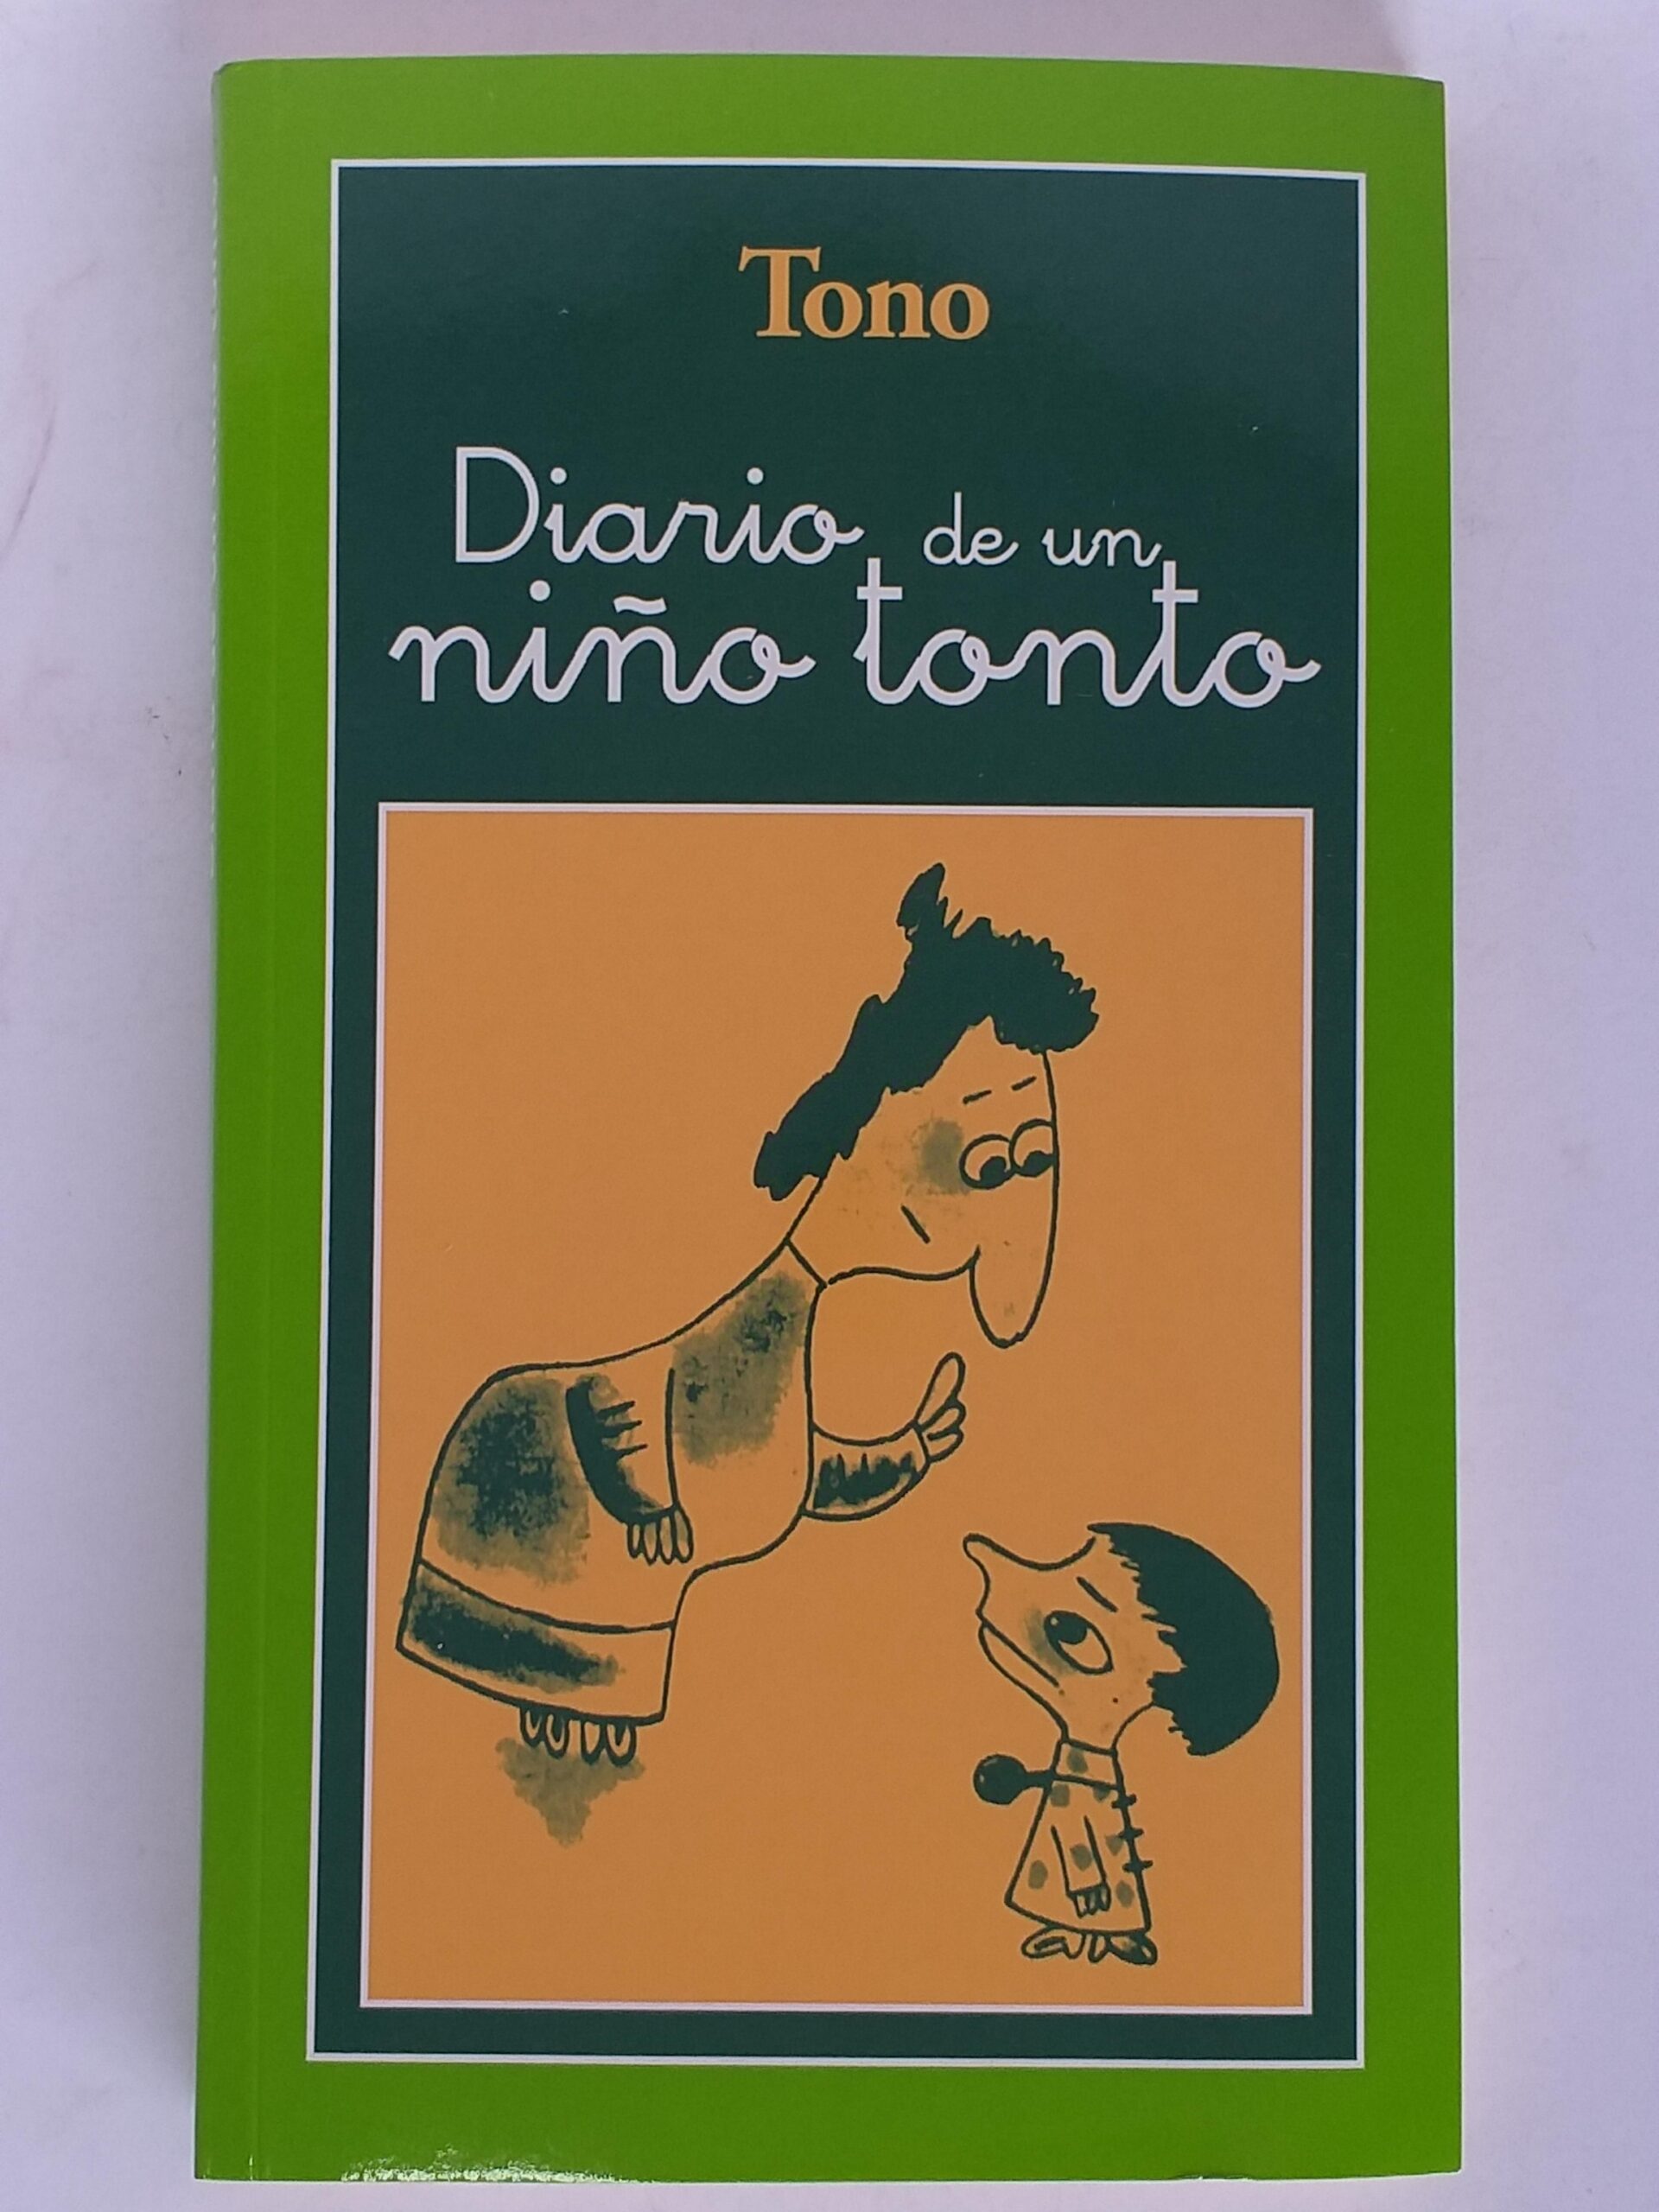 Tono
Diario de un
niño tonto